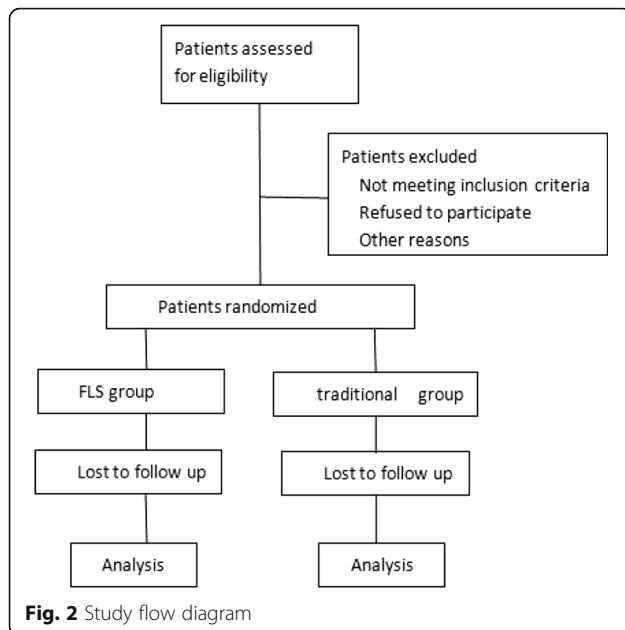 Patients assessed
for eligibility
Patients excluded
Not meeting inclusion criteria
Refused to participate
Other reasons
Patients randomized
FLS group
traditional group
Lost to follow up
Lost to follow up
Analysis
Analysis
Fig. 2 Study flow diagram